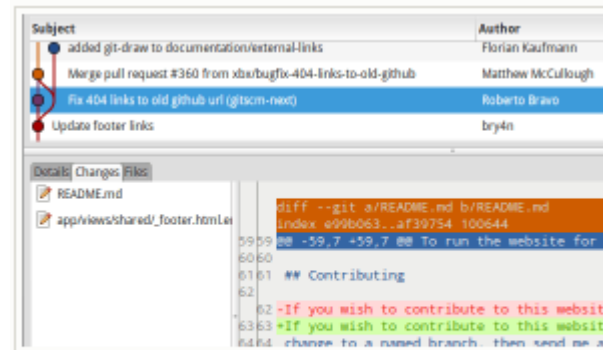 Subject Author
added git-draw to documentation/external-links Florian Kaufmann
Merge pull request #360 from xbx/bugfix-404-links-to-old-github Matthew McCullough
Fix 404 links to old github url (gitscm-next) Roberto Bravo
Update footer links bry4n
Details Changes Files
README.md
app/views/shared/_footer.html.er
diff --git a/README.md b/README.md
index e99b063..af39754 100644
59 59 @@ -59,7 +59,7 @@ To run the website for
60 60
61 61 ## Contributing
62
62 -If you wish to contribute to this websit
63 63 +If you wish to contribute to this websit
64 64 change to a named branch, then send me a